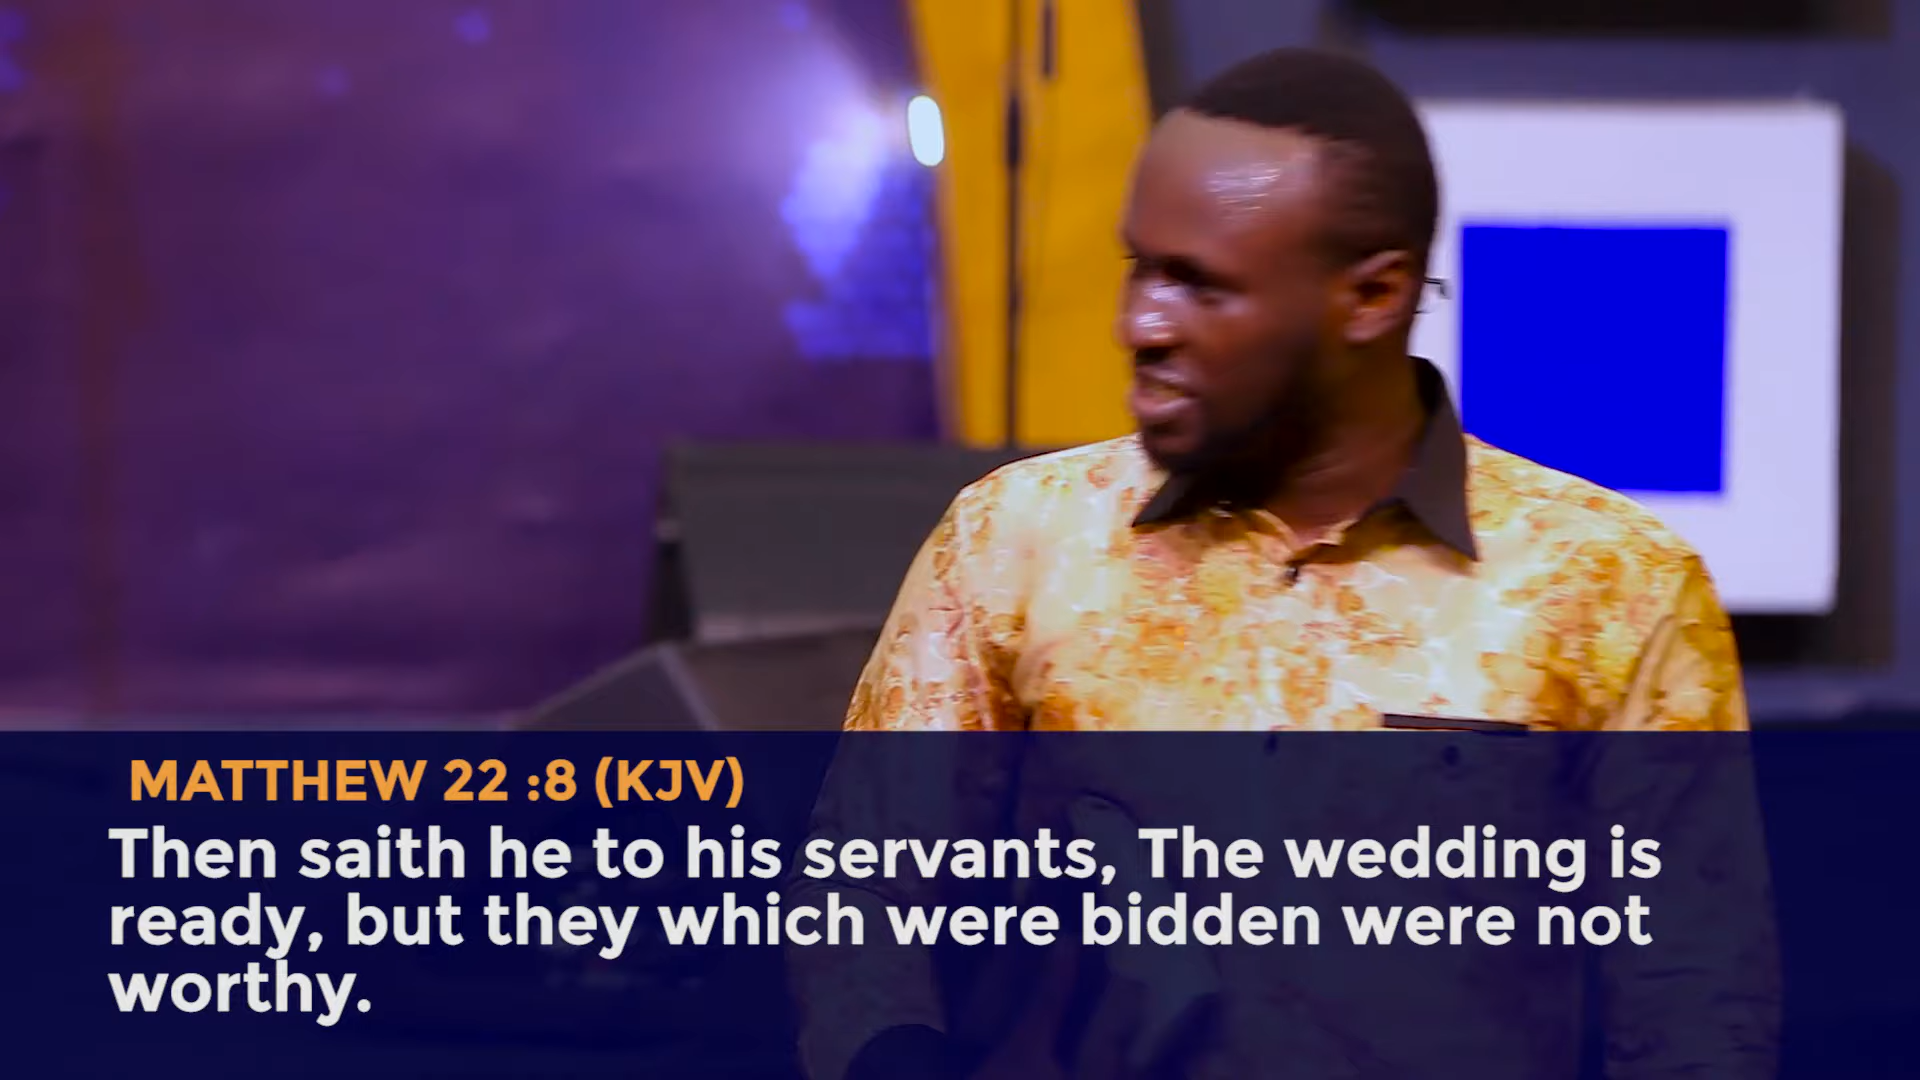 MATTHEW 22 :8 (KJV)
Then saith he to his servants, The wedding is
ready, but they which were bidden were not
worthy.